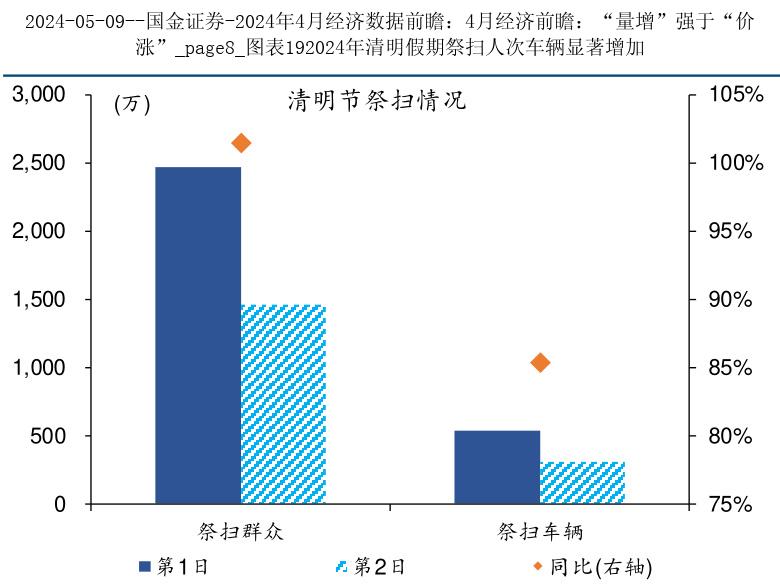 2024-05-09--国金证券-2024年4月经济数据前瞻：4月经济前瞻：“量增”强于“价
涨”_page8_图表192024年清明假期祭扫人次车辆显著增加
清明节祭扫情况
(万)
3,000
2,500
2,000
1,500
1,000
500
0
105%
100%
95%
90%
85%
80%
75%
祭扫群众 祭扫车辆
第1日 第2日 同比(右轴)